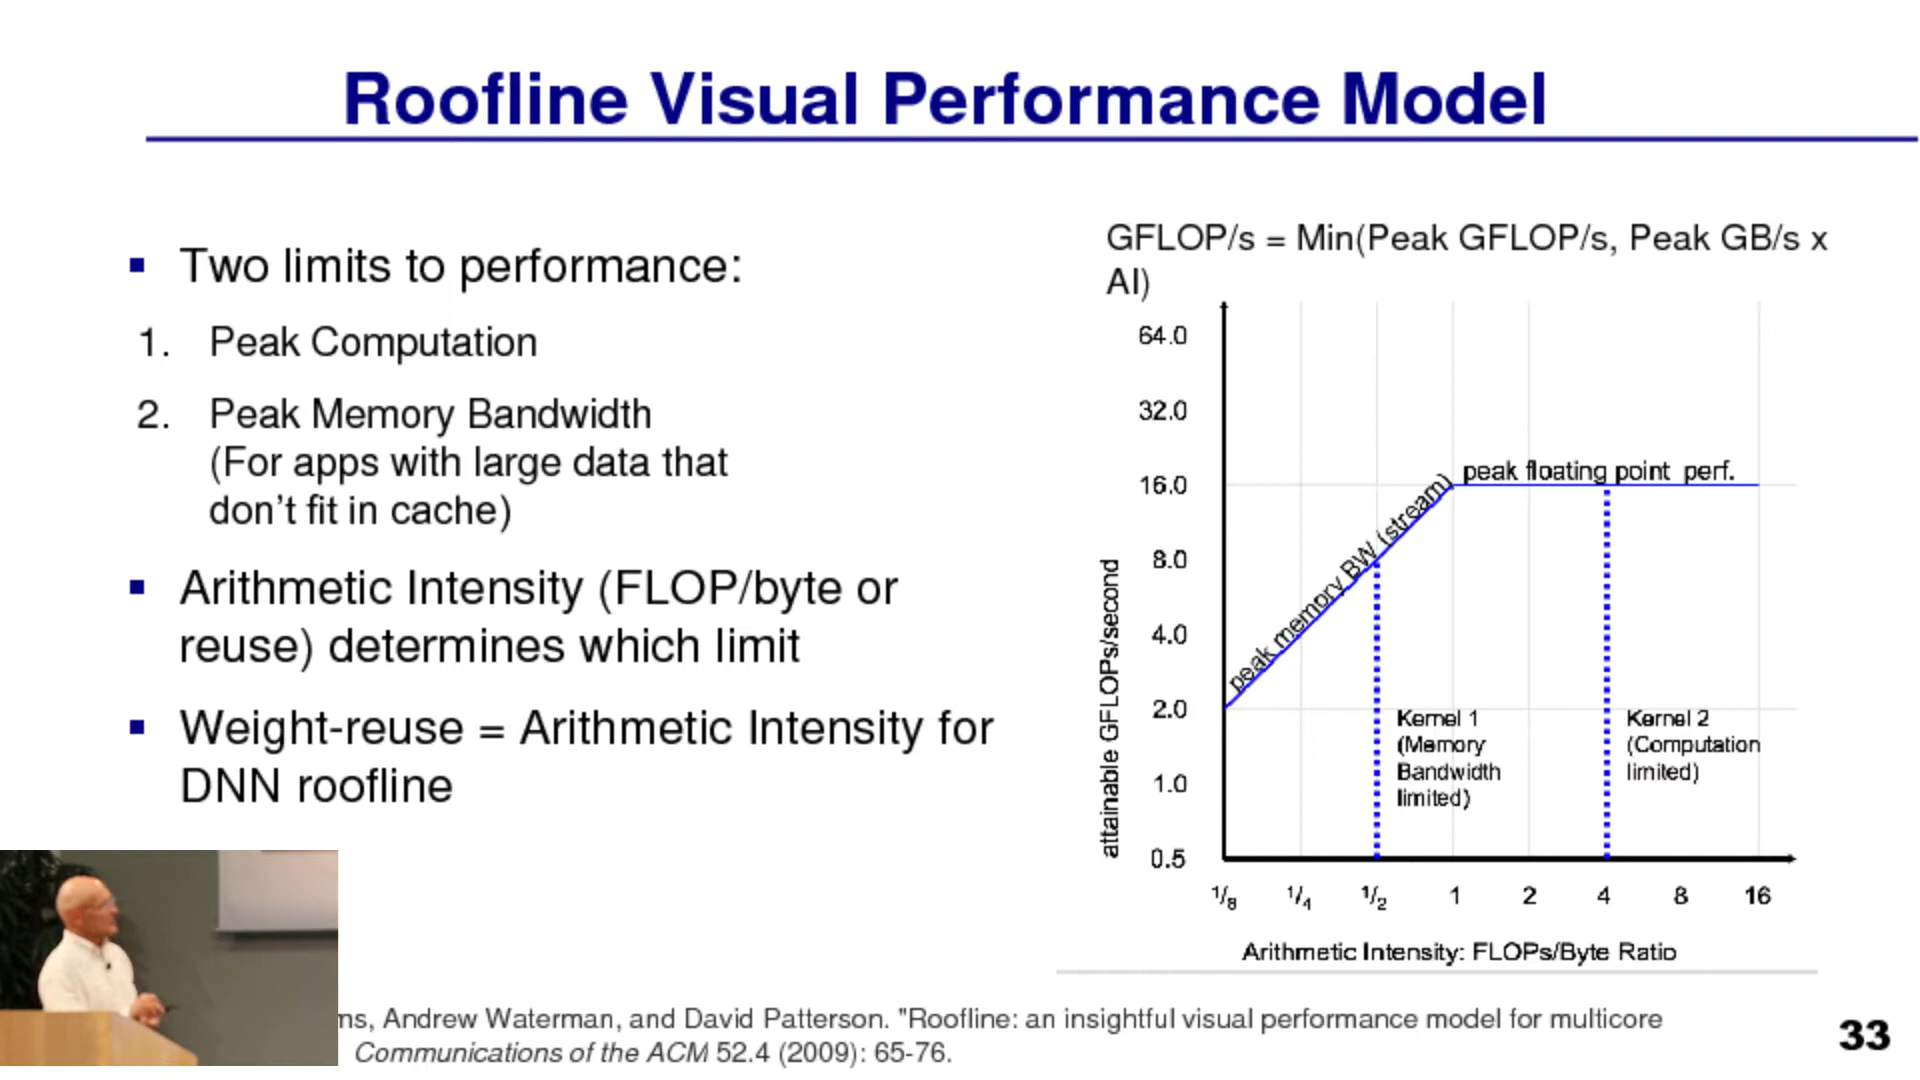 Roofline Visual Performance Model
▪ Two limits to performance:
1. Peak Computation
2. Peak Memory Bandwidth
(For apps with large data that
don't fit in cache)
▪ Arithmetic Intensity (FLOP/byte or
reuse) determines which limit
▪ Weight-reuse = Arithmetic Intensity for
DNN roofline
GFLOP/s = Min(Peak GFLOP/s, Peak GB/s x
AI)
attainable GFLOPs/second
64.0
32.0
16.0
8.0
4.0
2.0
1.0
0.5
peak memory BW (stream)
peak floating point perf.
Kernel 1
(Memory
Bandwidth
limited)
Kernel 2
(Computation
limited)
1/8 1/4 1/2 1 2 4 8 16
Arithmetic Intensity: FLOPs/Byte Ratio
Andrew Waterman, and David Patterson. "Roofline: an insightful visual performance model for multicore
Communications of the ACM 52.4 (2009): 65-76.
33